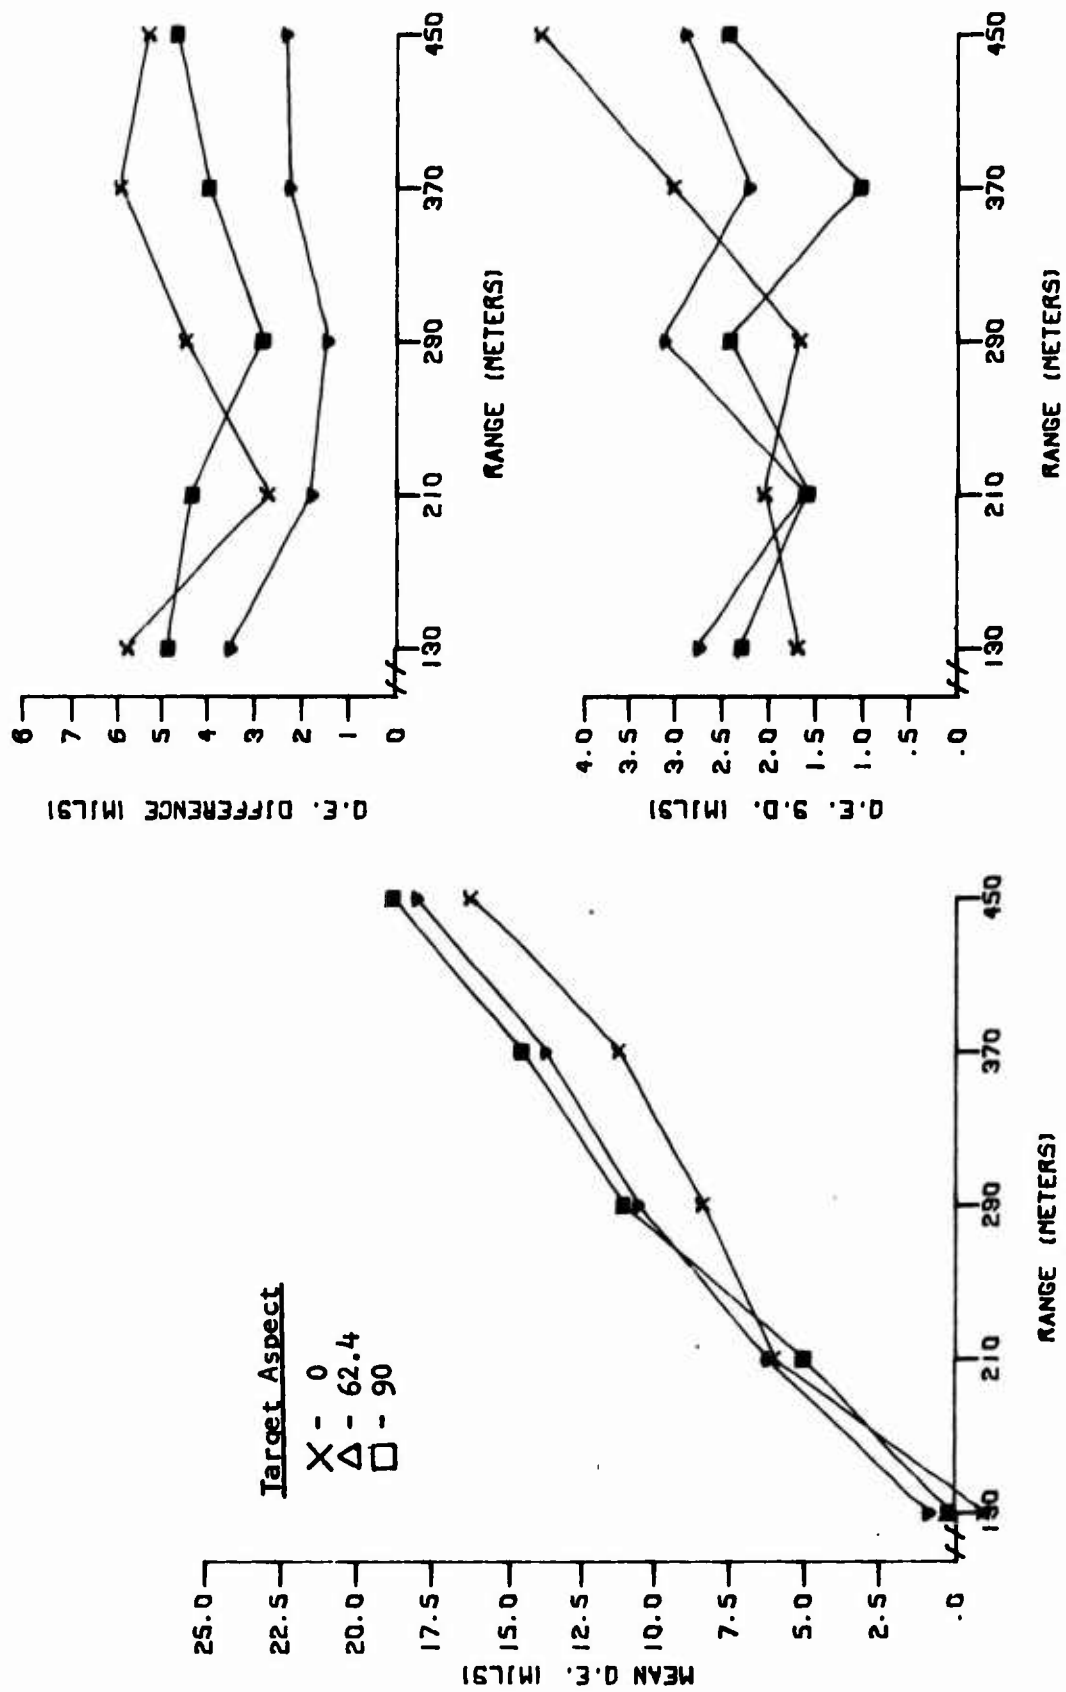 Target Aspect
X - 0
△ - 62.4
□ - 90
MEAN Q.E. (MILS)
25.0
22.5
20.0
17.5
15.0
12.5
10.0
7.5
5.0
2.5
.0
130 210 290 370 450
RANGE (METERS)
Q.E. DIFFERENCE (MILS)
8
7
6
5
4
3
2
1
0
130 210 290 370 450
RANGE (METERS)
Q.E. S.D. (MILS)
4.0
3.5
3.0
2.5
2.0
1.5
1.0
.5
.0
130 210 290 370 450
RANGE (METERS)